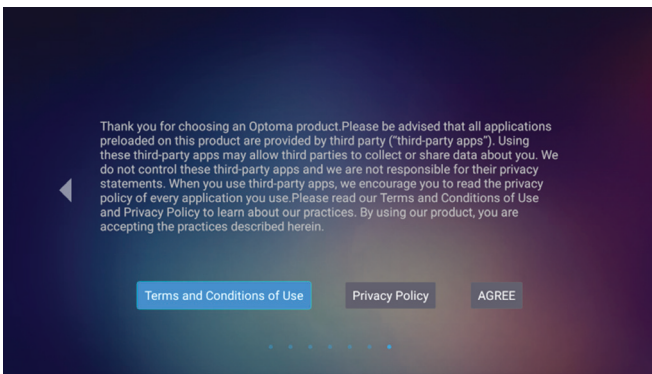 Thank you for choosing an Optoma product.Please be advised that all applications
preloaded on this product are provided by third party ("third-party apps"). Using
these third-party apps may allow third parties to collect or share data about you. We
do not control these third-party apps and we are not responsible for their privacy
statements. When you use third-party apps, we encourage you to read the privacy
policy of every application you use.Please read our Terms and Conditions of Use
and Privacy Policy to learn about our practices. By using our product, you are
accepting the practices described herein.
Terms and Conditions of Use Privacy Policy AGREE